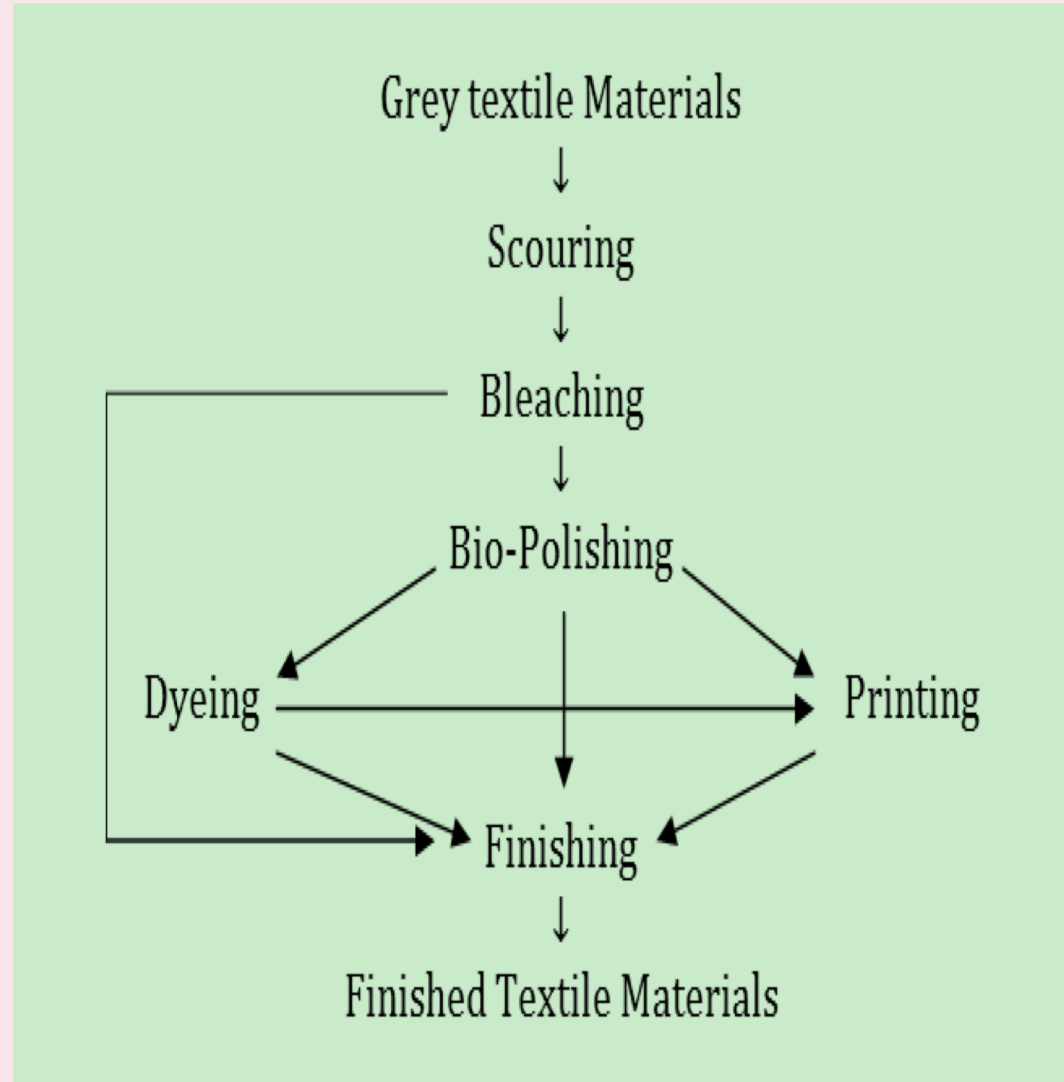 Grey textile Materials
Scouring
Bleaching
Bio-Polishing
Dyeing
Printing
Finishing
Finished Textile Materials